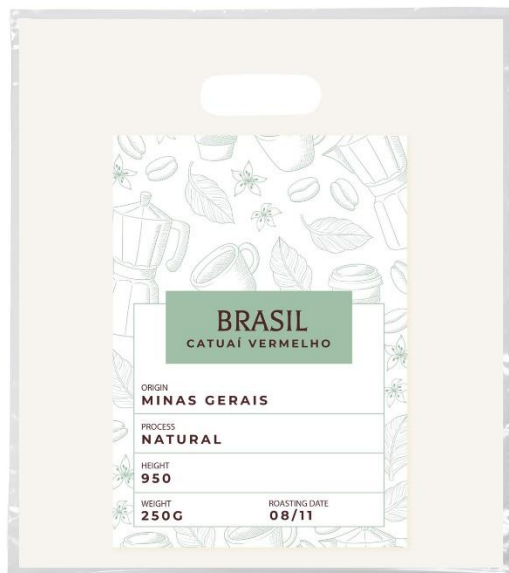 BRASIL
CATUAÍ VERMELHO
ORIGIN
MINAS GERAIS
PROCESS
NATURAL
HEIGHT
950
WEIGHT ROASTING DATE
250G 08/11